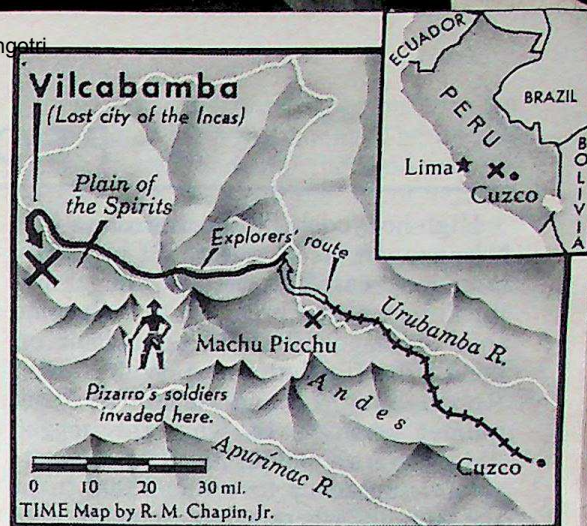 ngotri
Vilcabamba
(Lost city of the Incas)
Plain of
the Spirits
Explorers' route
Machu Picchu
Urubamba R.
Pizarro's soldiers
invaded here.
Andes
Apurímac R.
Cuzco
0 10 20 30 mi.
TIME Map by R. M. Chapin, Jr.
ECUADOR
PERU
BRAZIL
Lima
Cuzco
BOLIVIA